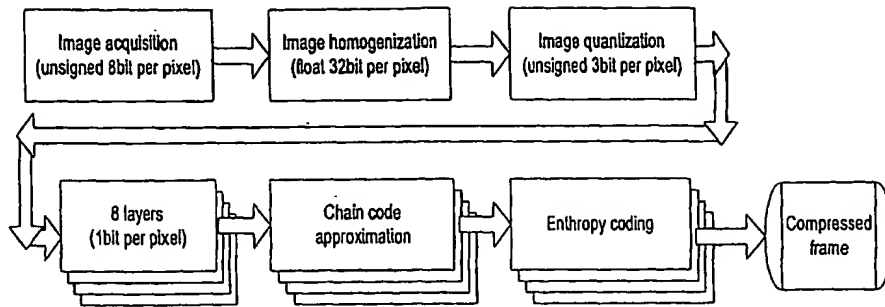 Image acquisition
(unsigned 8bit per pixel)
Image homogenization
(float 32bit per pixel)
Image quantization
(unsigned 3bit per pixel)
8 layers
(1bit per pixel)
Chain code
approximation
Enthropy coding
Compressed
frame